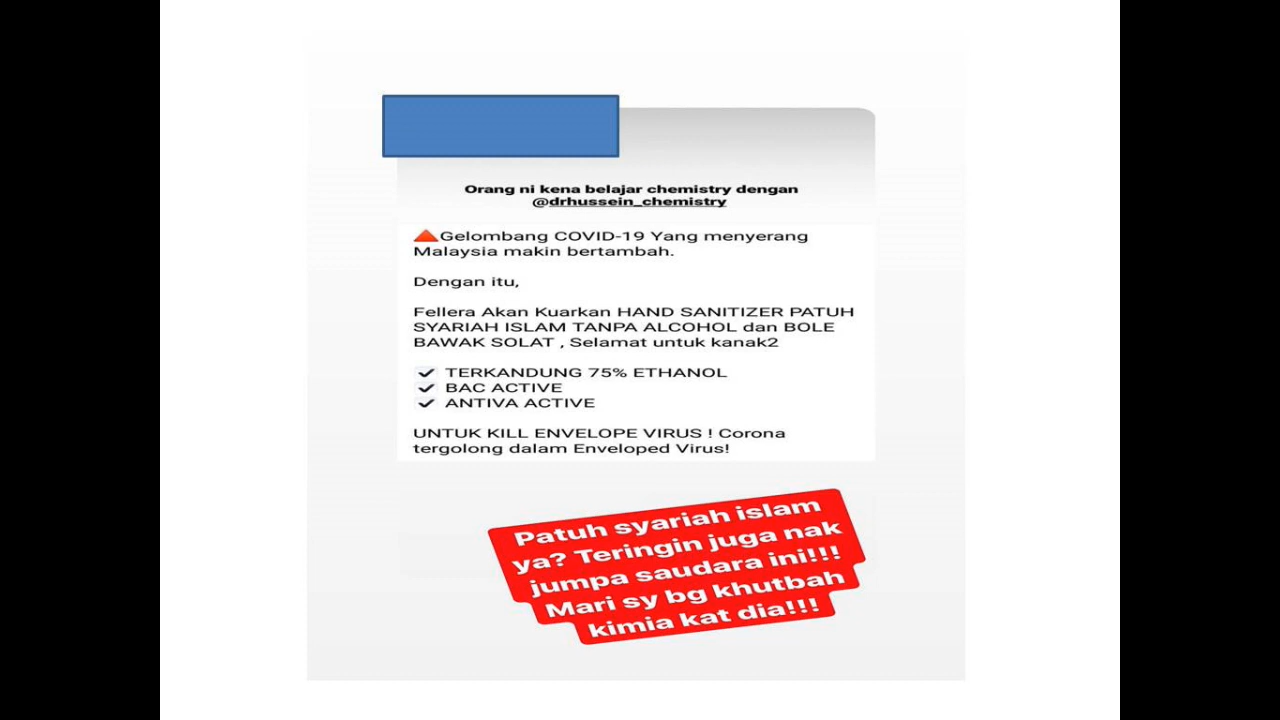 Orang ni kena belajar chemistry dengan
@drhussein_chemistry
🔺Gelombang COVID-19 Yang menyerang
Malaysia makin bertambah.
Dengan itu,
Fellera Akan Kuarkan HAND SANITIZER PATUH
SYARIAH ISLAM TANPA ALCOHOL dan BOLE
BAWAK SOLAT , Selamat untuk kanak2
✔ TERKANDUNG 75% ETHANOL
✔ BAC ACTIVE
✔ ANTIVA ACTIVE
UNTUK KILL ENVELOPE VIRUS ! Corona
tergolong dalam Enveloped Virus!
Patuh syariah islam
ya? Teringin juga nak
jumpa saudara ini!!!
Mari sy bg khutbah
kimia kat dia!!!